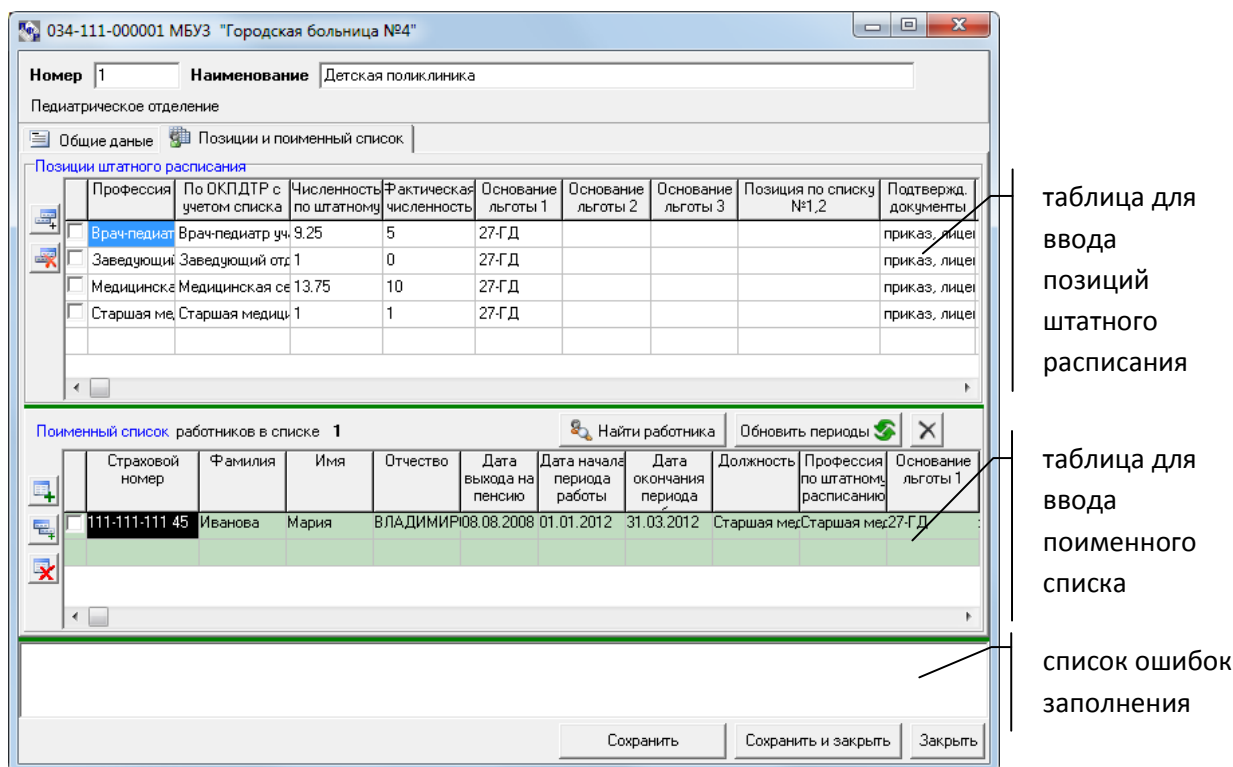 034-111-000001 МБУЗ "Городская больница №4"
Номер 1 Наименование Детская поликлиника
Педиатрическое отделение
Общие даные Позиции и поименный список
Позиции штатного расписания
Профессия По ОКПДТР с учетом списка Численность по штатному Фактическая численность Основание льготы 1 Основание льготы 2 Основание льготы 3 Позиция по списку №1,2 Подтвержд. документы
Врач-педиат Врач-педиатр уч 9.25 5 27-ГД приказ, лицен
Заведующий Заведующий отд 1 0 27-ГД приказ, лицен
Медицинска Медицинская се 13.75 10 27-ГД приказ, лицен
Старшая ме Старшая медици 1 1 27-ГД приказ, лицен
таблица для
ввода
позиций
штатного
расписания
Поименный список работников в списке 1 Найти работника Обновить периоды
Страховой номер Фамилия Имя Отчество Дата выхода на пенсию Дата начала периода работы Дата окончания периода Должность Профессия по штатному расписанию Основание льготы 1
111-111-111 45 Иванова Мария ВЛАДИМИР 08.08.2008 01.01.2012 31.03.2012 Старшая мед Старшая мед 27-ГД
таблица для
ввода
поименного
списка
список ошибок
заполнения
Сохранить Сохранить и закрыть Закрыть